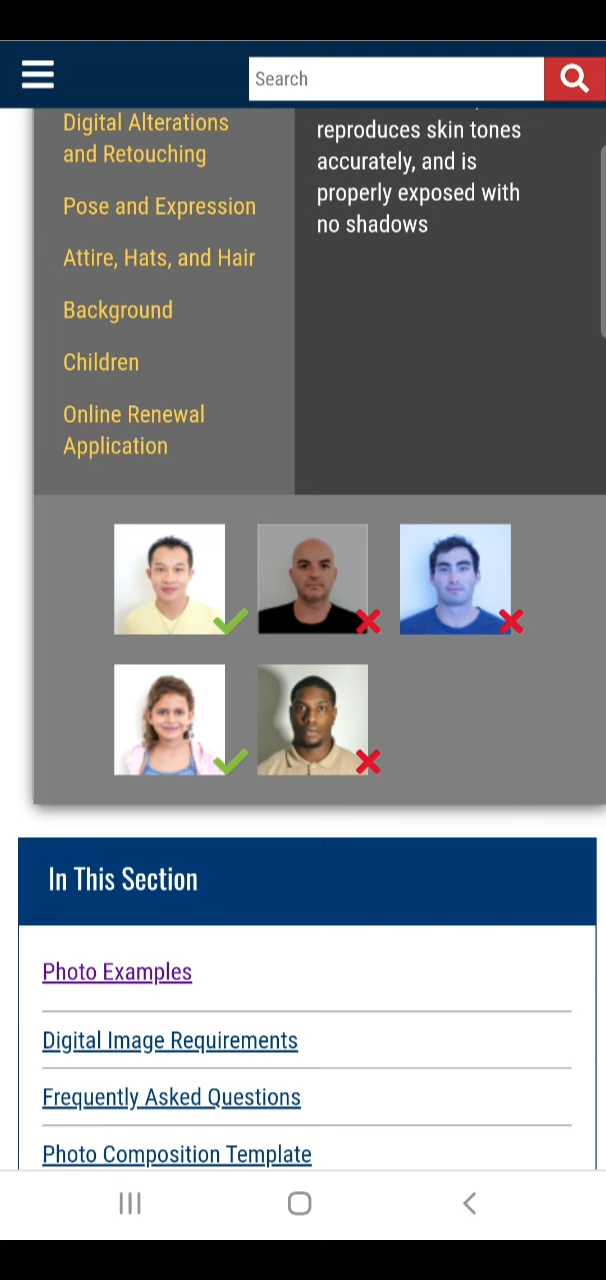 Search
Digital Alterations
and Retouching
Pose and Expression
Attire, Hats, and Hair
Background
Children
Online Renewal
Application
reproduces skin tones
accurately, and is
properly exposed with
no shadows
In This Section
Photo Examples
Digital Image Requirements
Frequently Asked Questions
Photo Composition Template